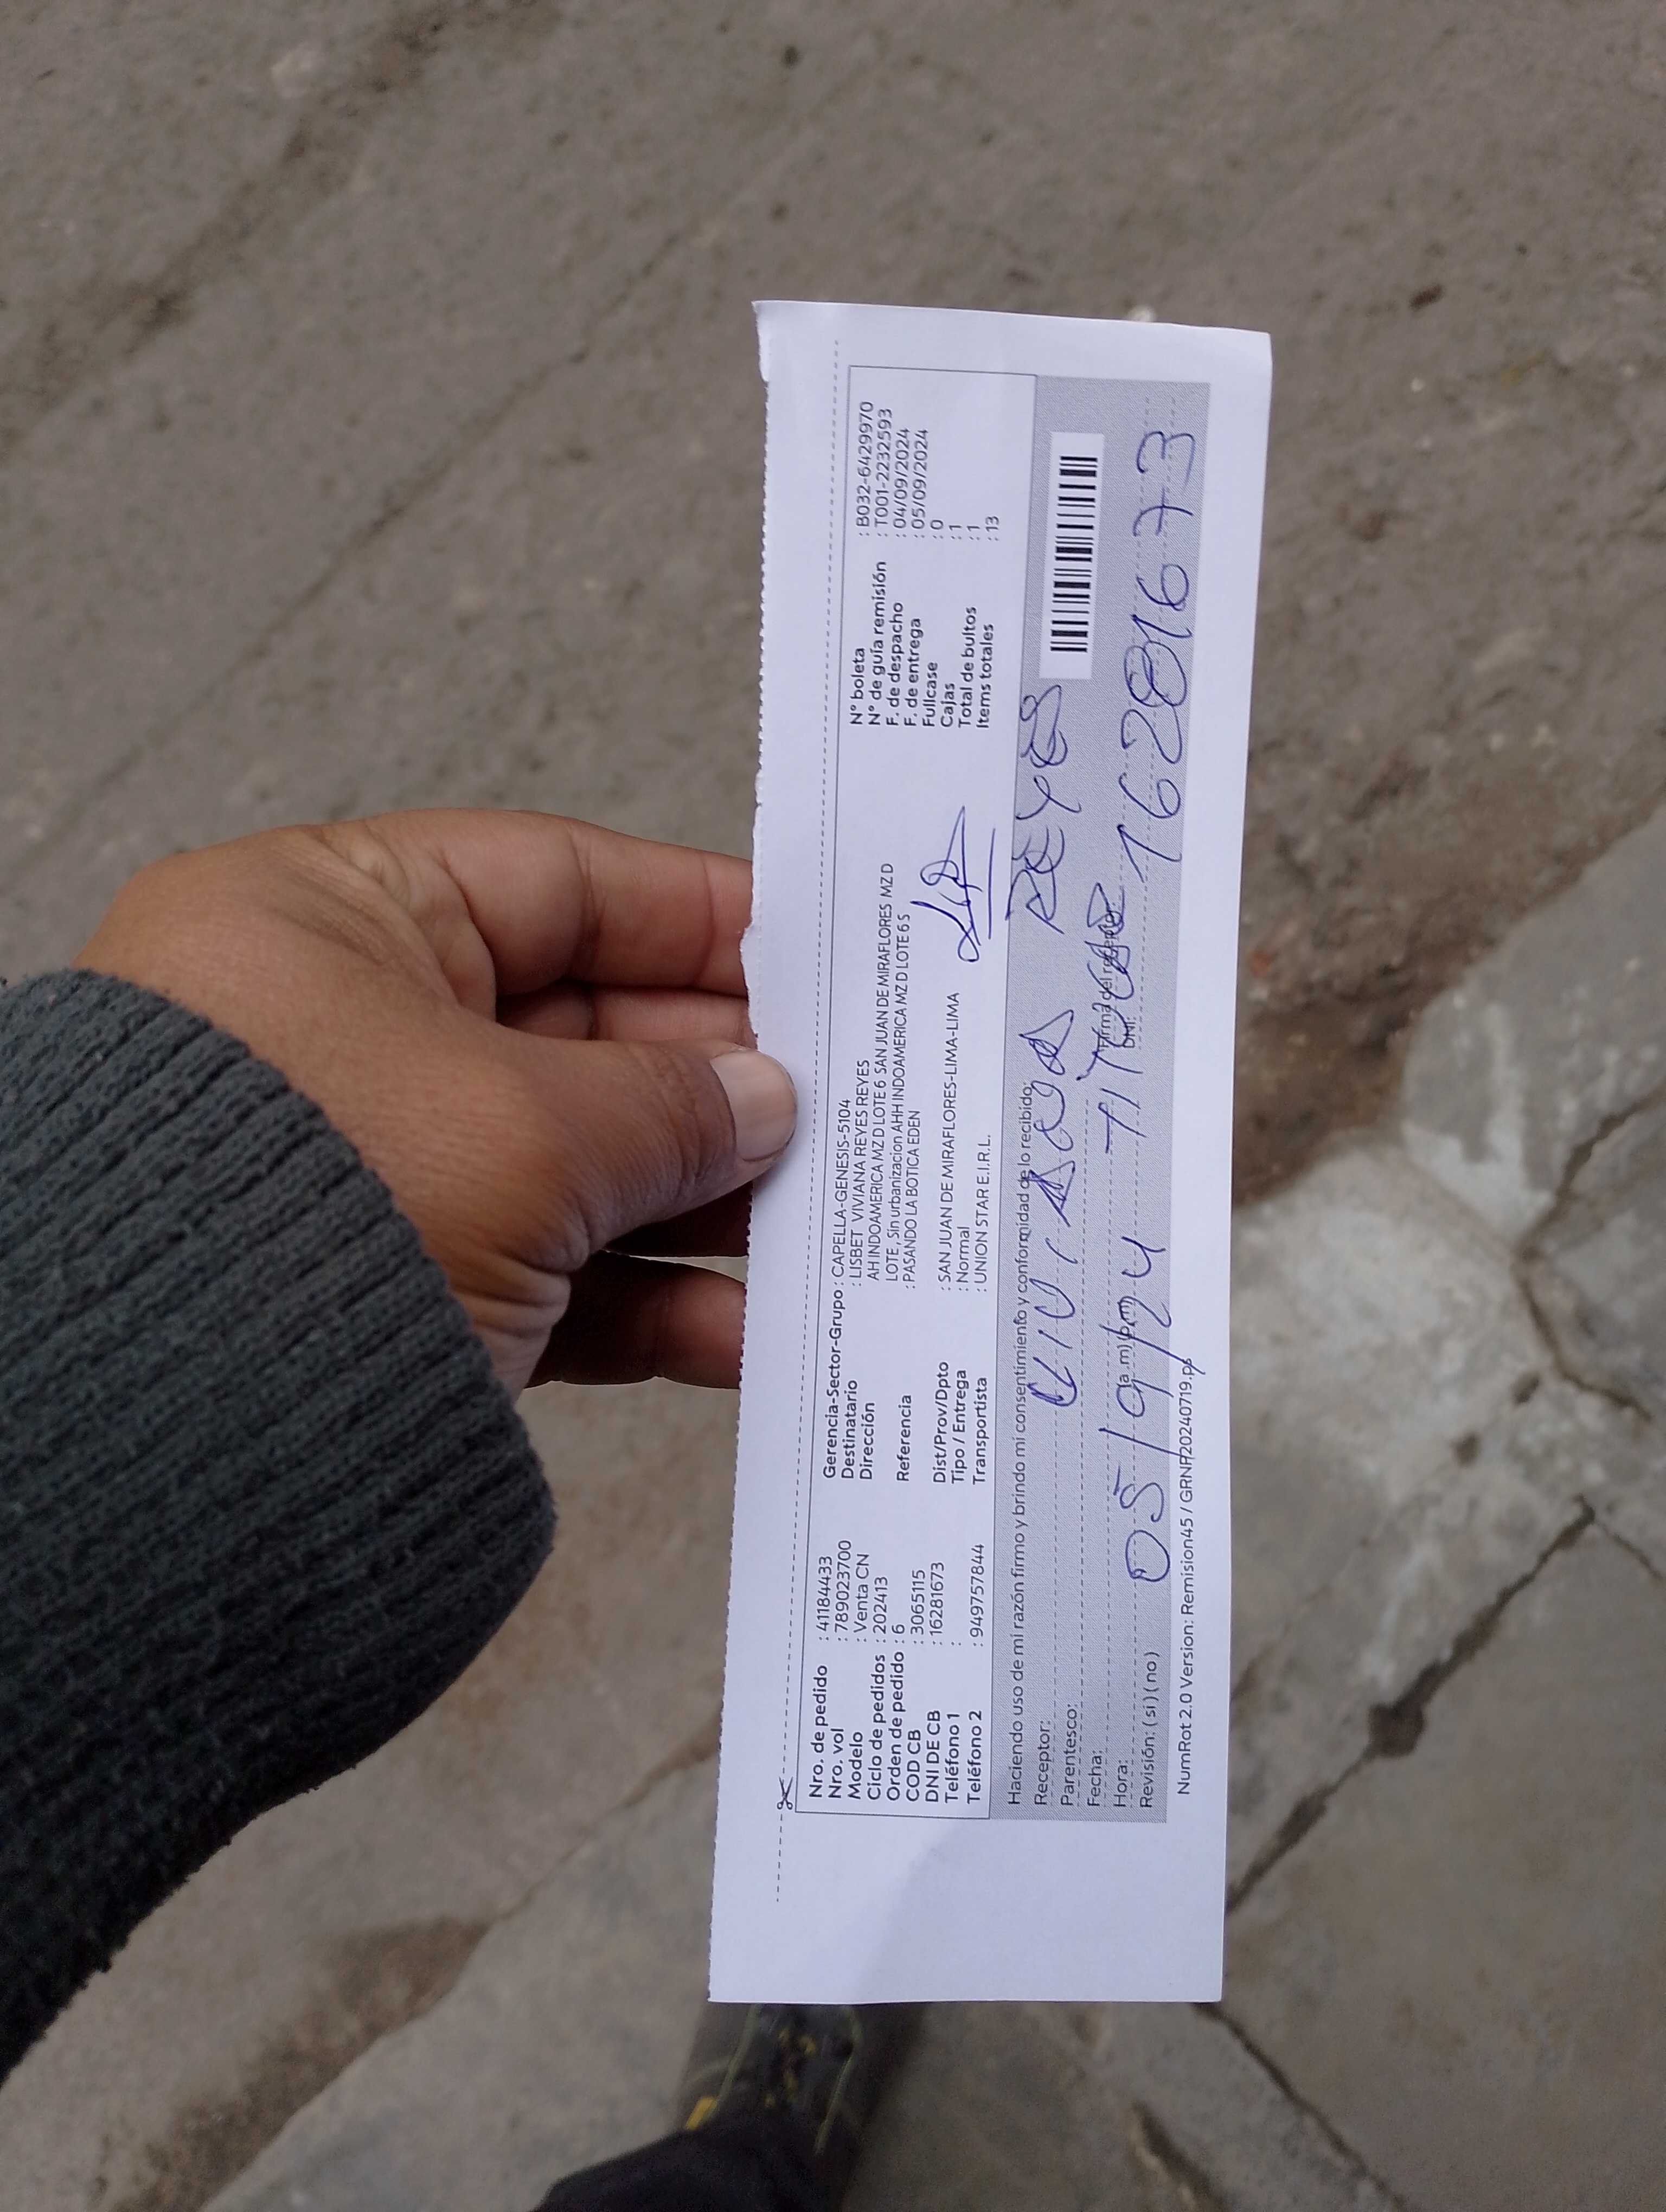 Nro. de pedido : 41184433
Nro. vol : 789023700
Modelo : Venta CN
Ciclo de pedidos : 202413
Orden de pedido : 6
COD CB : 3065115
DNI DE CB : 16281673
Teléfono 1 :
Teléfono 2 : 949757844
Gerencia-Sector-Grupo : CAPELLA-GENESIS-5104
Destinatario : LISBET VIVIANA REYES REYES
Dirección AH INDOAMERICA MZ D LOTE 6 SAN JUAN DE MIRAFLORES MZ D
LOTE, Sin urbanizacion AHH INDOAMERICA MZ D LOTE 6 S
Referencia : PASANDO LA BOTICA EDEN
Dist/Prov/Dpto : SAN JUAN DE MIRAFLORES-LIMA-LIMA
Tipo / Entrega : Normal
Transportista : UNION STAR E.I.R.L.
N° boleta : B032-6429970
N° de guía remisión : T001-2232593
F. de despacho : 04/09/2024
F. de entrega : 05/09/2024
Fullcase : 0
Cajas : 1
Total de bultos : 1
Items totales : 13
Haciendo uso de mi razón firmo y brindo mi consentimiento y conformidad de lo recibido:
Receptor: REYES
Parentesco: TITULAR
Fecha: 05/9/24
Hora: (a.m)(p.m)
Firma del receptor
DNI: 16281673
Revisión: (si) (no)
NumRot 2.0 Version: Remision45 / GRNP20240719.ps